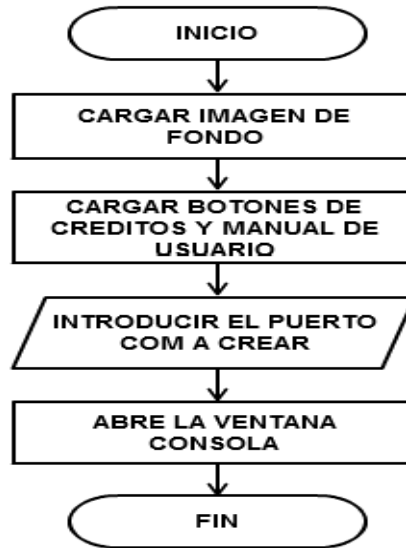 INICIO
CARGAR IMAGEN DE
FONDO
CARGAR BOTONES DE
CREDITOS Y MANUAL DE
USUARIO
INTRODUCIR EL PUERTO
COM A CREAR
ABRE LA VENTANA
CONSOLA
FIN